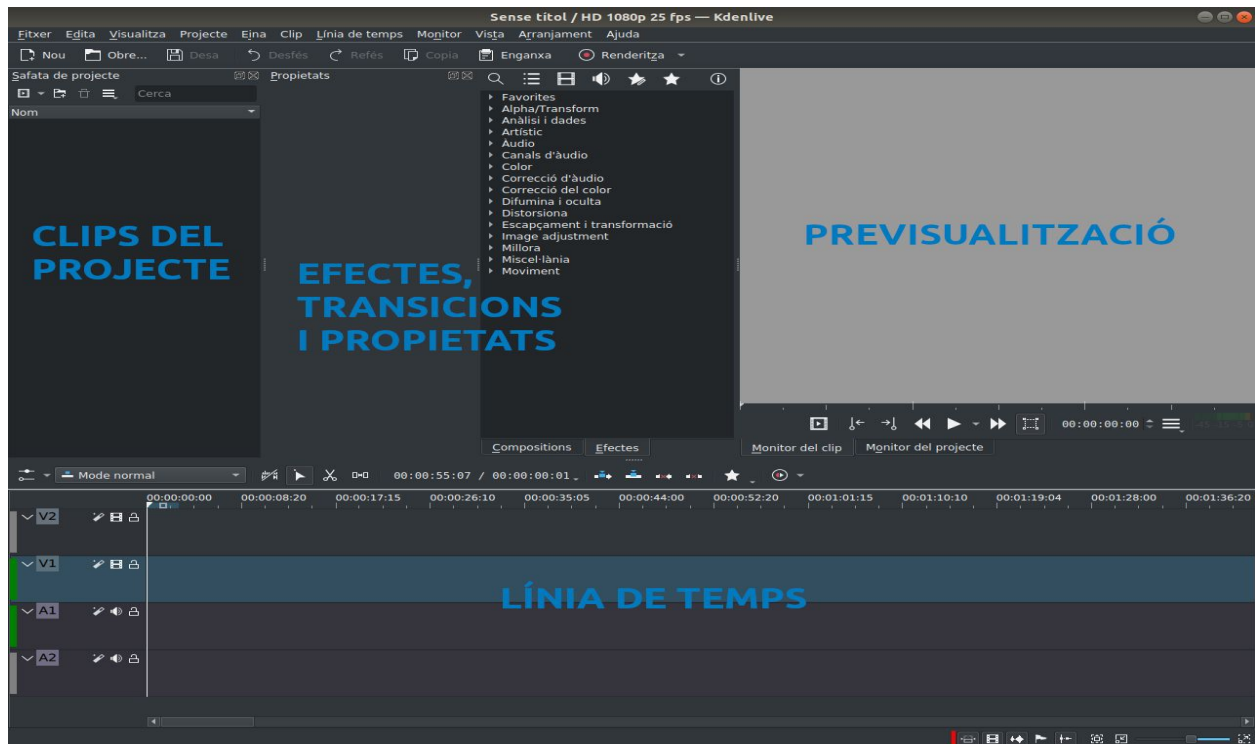 Sense títol / HD 1080p 25 fps — Kdenlive
Fitxer Edita Visualitza Projecte Eina Clip Línia de temps Monitor Vista Arranjament Ajuda
Nou Obre... Desa Desfés Refés Copia Enganxa Renderitza
Safata de projecte
Cerca
Nom
CLIPS DEL
PROJECTE
Propietats
EFECTES,
TRANSICIONS
I PROPIETATS
Favorites
Alpha/Transform
Anàlisi i dades
Artístic
Àudio
Canals d'àudio
Color
Correcció d'àudio
Correcció del color
Difumina i oculta
Distorsiona
Escapçament i transformació
Image adjustment
Millora
Miscel·lània
Moviment
Compositions Efectes
PREVISUALITZACIÓ
00:00:00:00
Monitor del clip Monitor del projecte
Mode normal 00:00:55:07 / 00:00:00:01
00:00:00:00 00:00:08:20 00:00:17:15 00:00:26:10 00:00:35:05 00:00:44:00 00:00:52:20 00:01:01:15 00:01:10:10 00:01:19:04 00:01:28:00 00:01:36:20
V2
V1
LÍNIA DE TEMPS
A1
A2